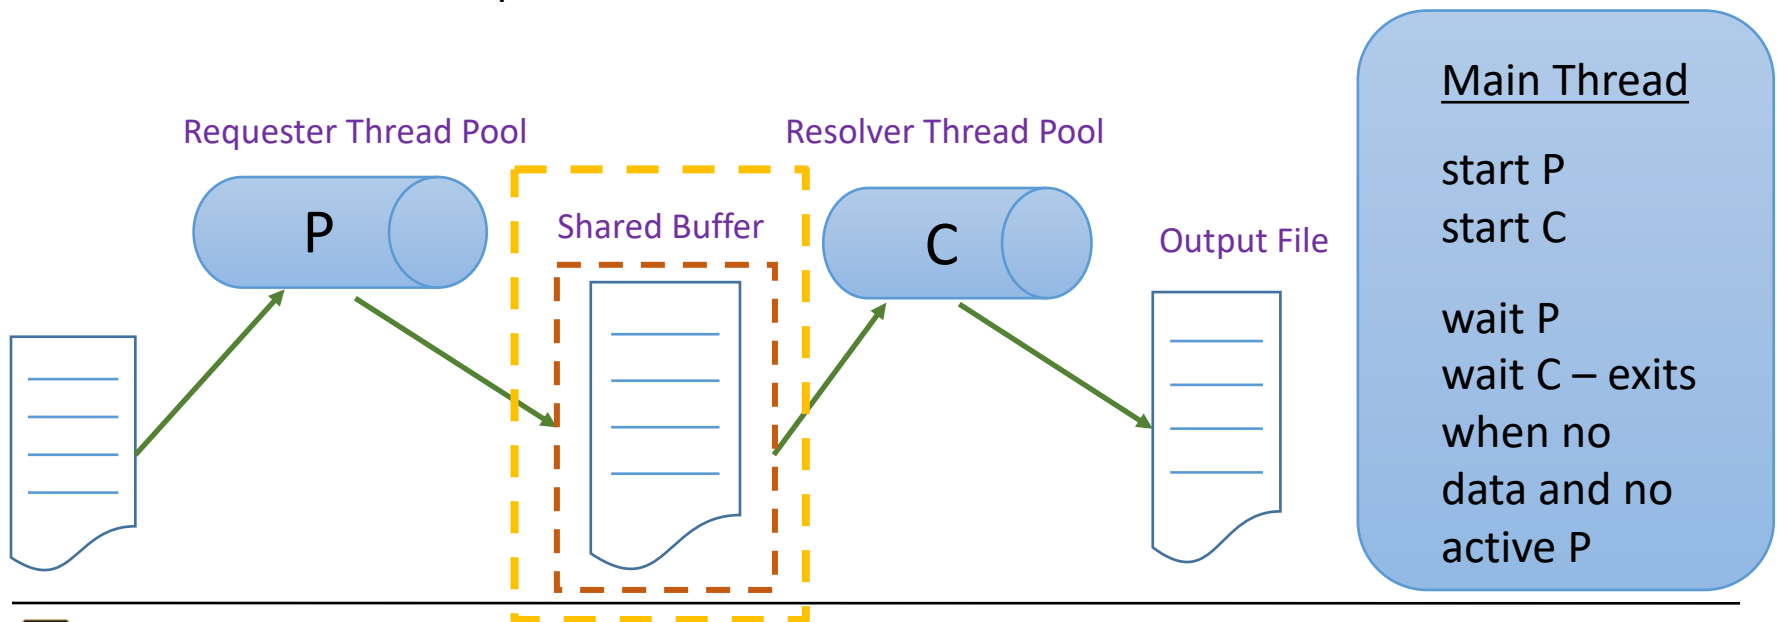 Requester Thread Pool
P
Shared Buffer
Resolver Thread Pool
C
Output File
Main Thread
start P
start C
wait P
wait C – exits
when no
data and no
active P